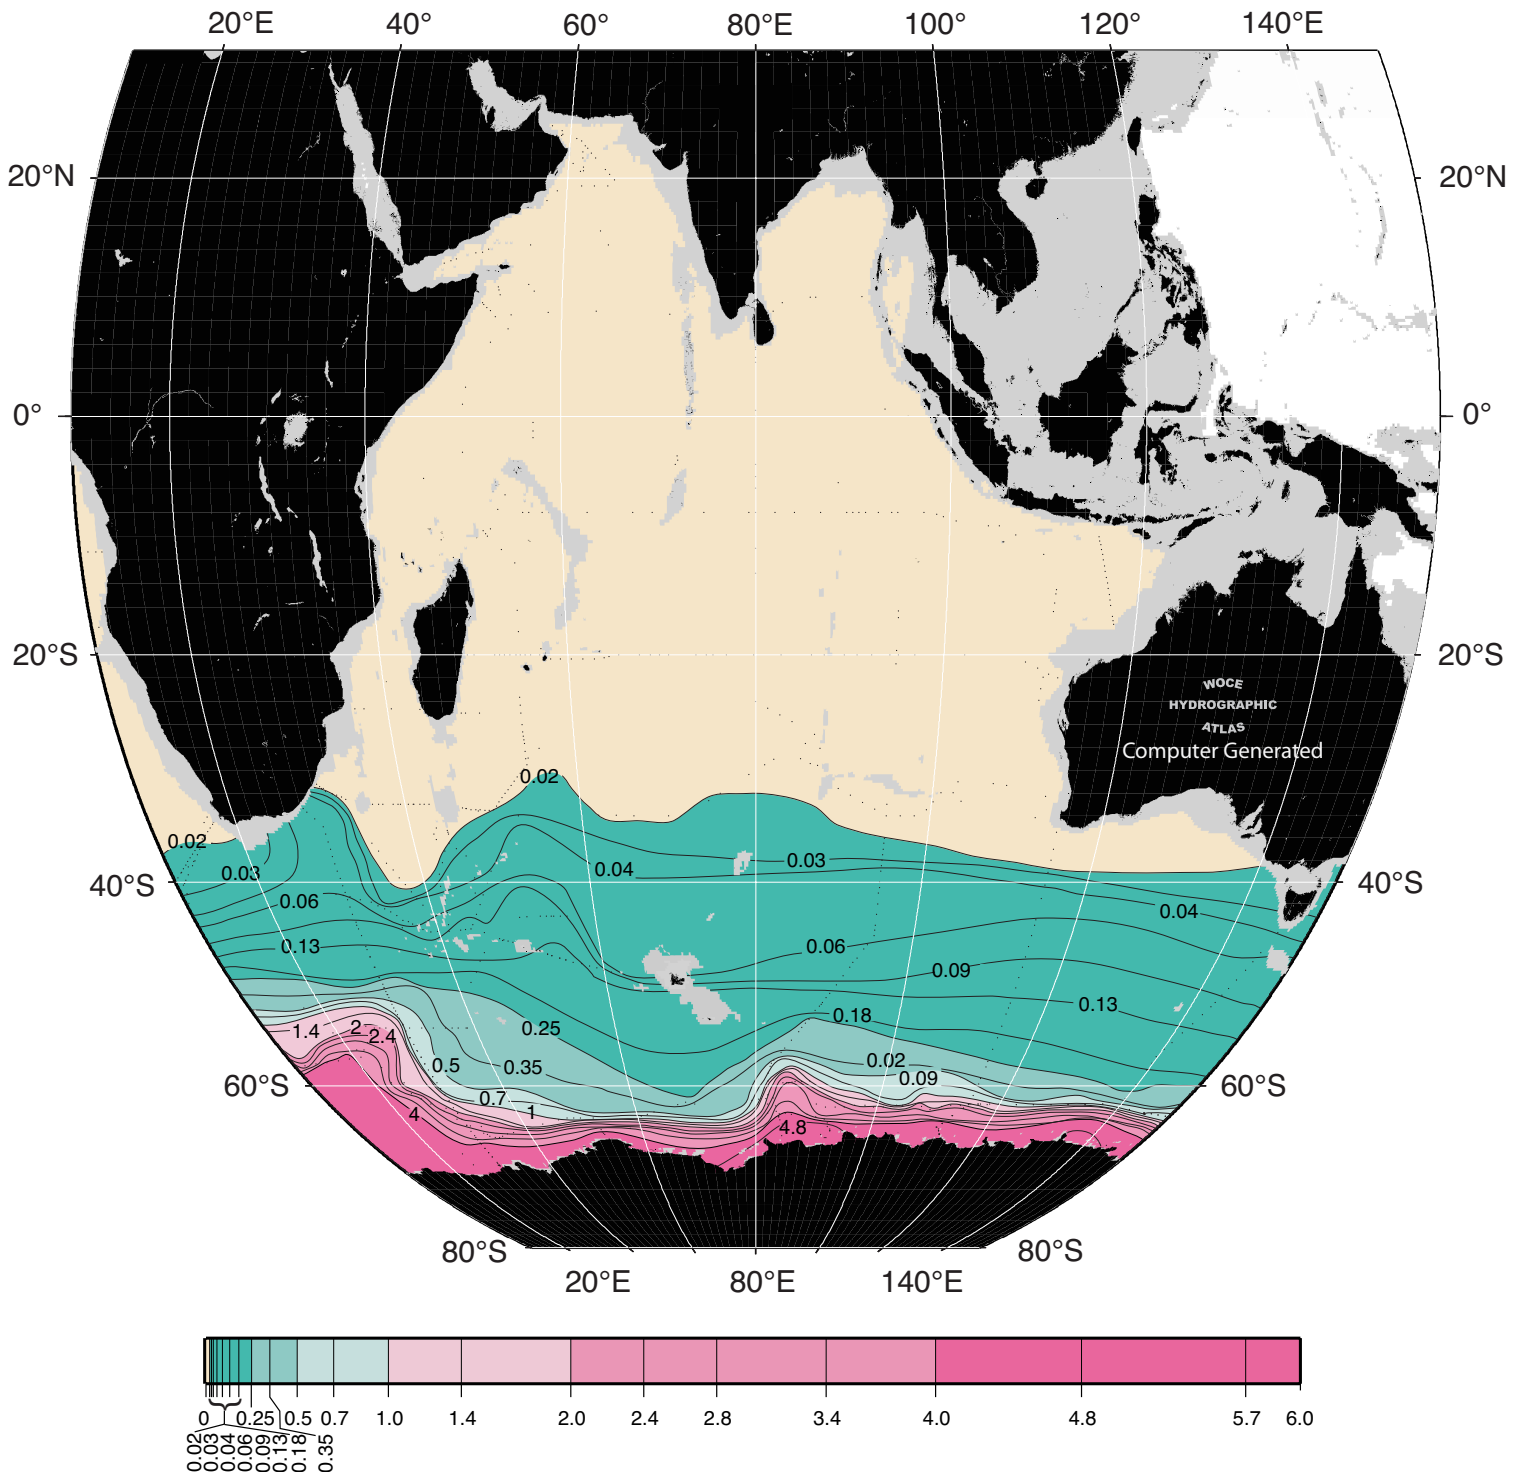 20°E 40° 60° 80°E 100° 120° 140°E
20°N 20°N
0° 0°
20°S 20°S
WOCE
HYDROGRAPHIC
ATLAS
Computer Generated
0.02
0.02
0.03
0.04
0.03
40°S 40°S
0.06
0.04
0.13
0.06
0.09
0.13
0.18
1.4 2 2.4
0.25
0.5 0.35
0.02
0.09
60°S 60°S
0.7 1
4
4.8
80°S 80°S
20°E 80°E 140°E
0 0.25 0.5 0.7 1.0 1.4 2.0 2.4 2.8 3.4 4.0 4.8 5.7 6.0
0.02 0.03 0.04 0.06 0.09 0.13 0.18 0.35